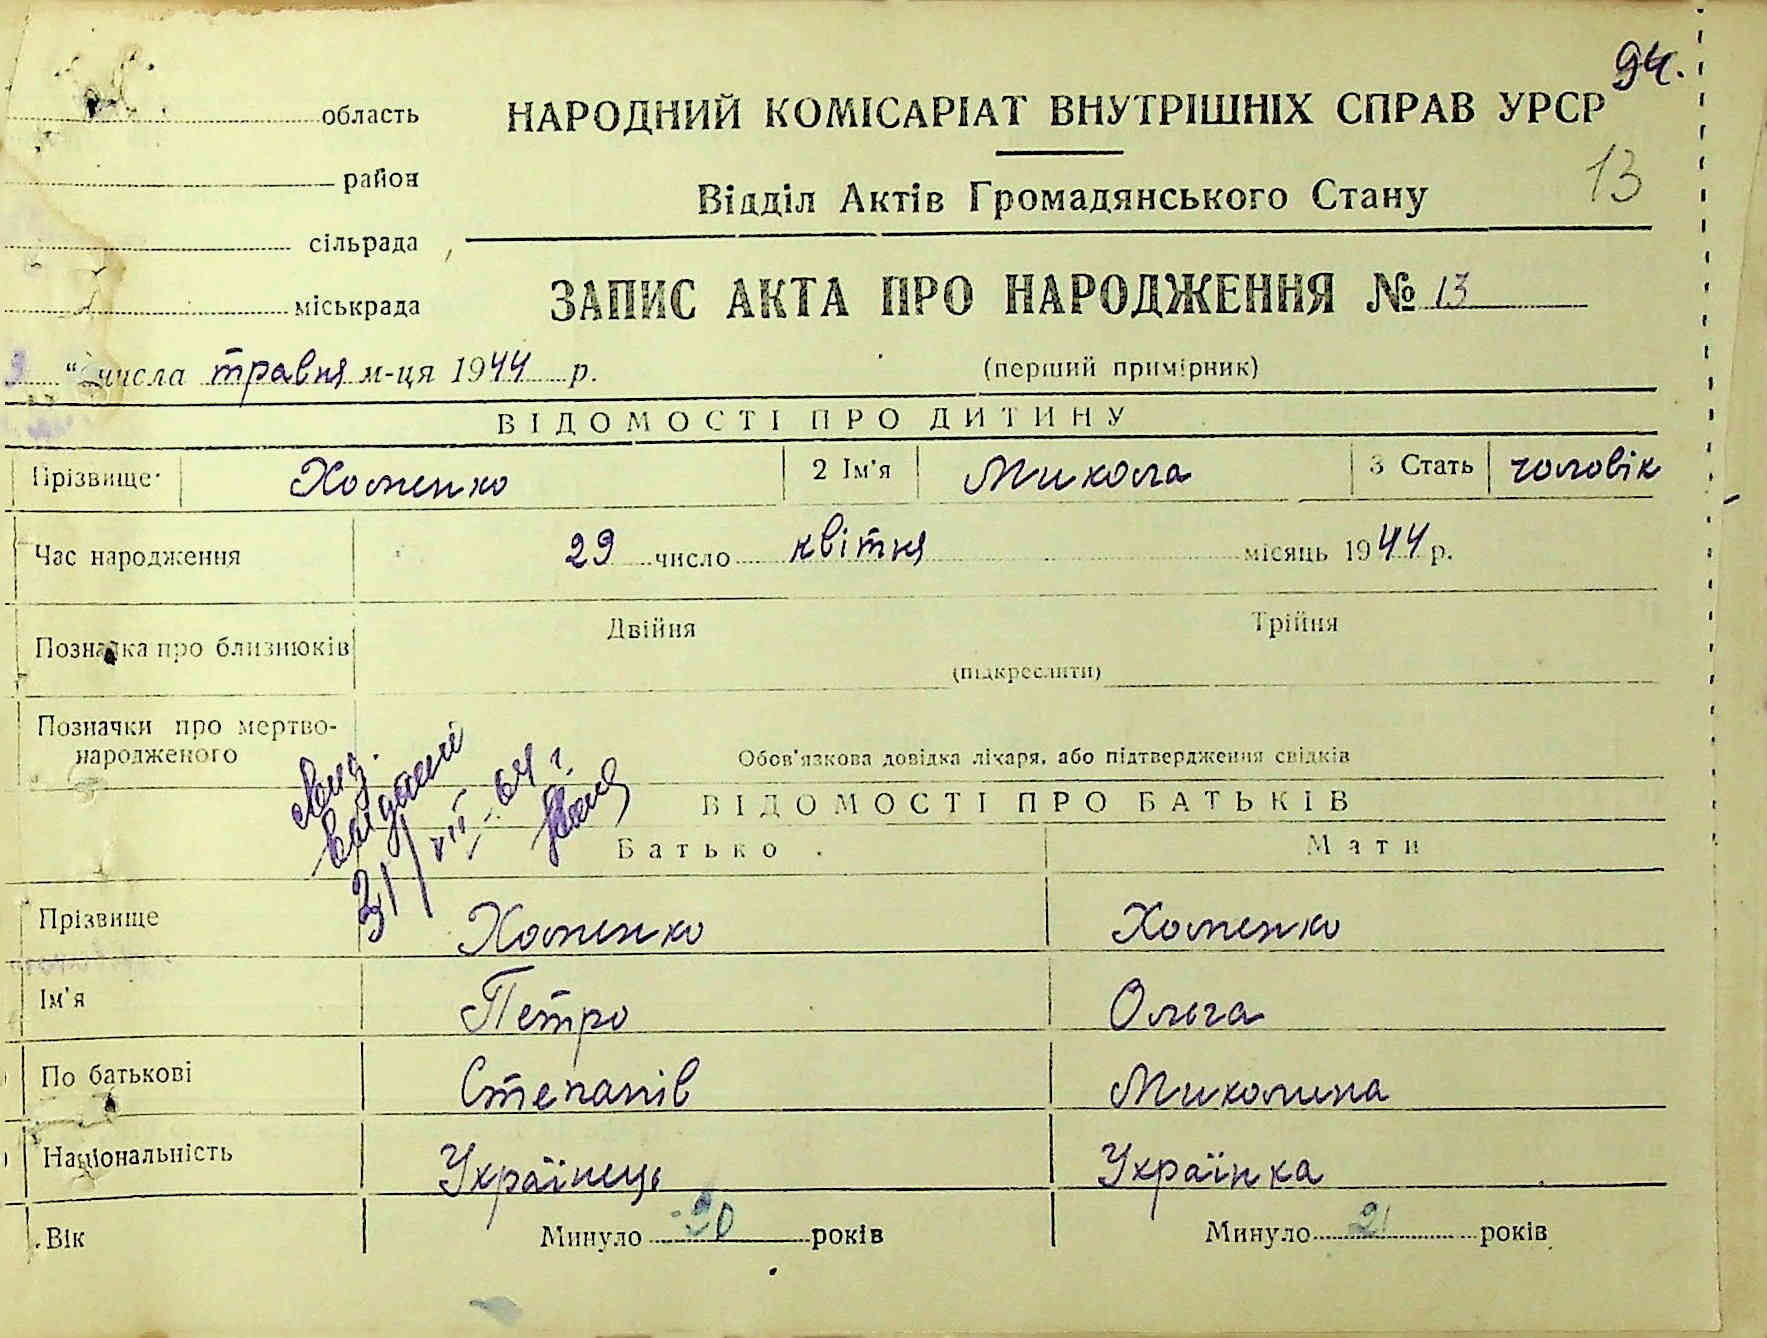 94.
область
НАРОДНИЙ КОМІСАРІАТ ВНУТРІШНІХ СПРАВ УРСР
район
13
Відділ Актів Громадянського Стану
сільрада
міськрада
ЗАПИС АКТА ПРО НАРОДЖЕННЯ № 13
" числа травня м-ця 1944 р.
(перший примірник)
ВІДОМОСТІ ПРО ДИТИНУ
Прізвище Хоменко 2 Ім'я Микола 3 Стать чоловік
Час народження 29 число квітня місяць 1944 р.
Позначка про близнюків Двійня Трійня
(підкреслити)
Позначки про мертво-
народженого
Обов'язкова довідка лікаря, або підтвердження свідків
31/VII-64 г.
ВІДОМОСТІ ПРО БАТЬКІВ
Батько Мати
Прізвище Хоменко Хоменко
Ім'я Петро Ольга
По батькові Степанів Миколина
Національність Українець Українка
Вік Минуло 20 років Минуло 21 років